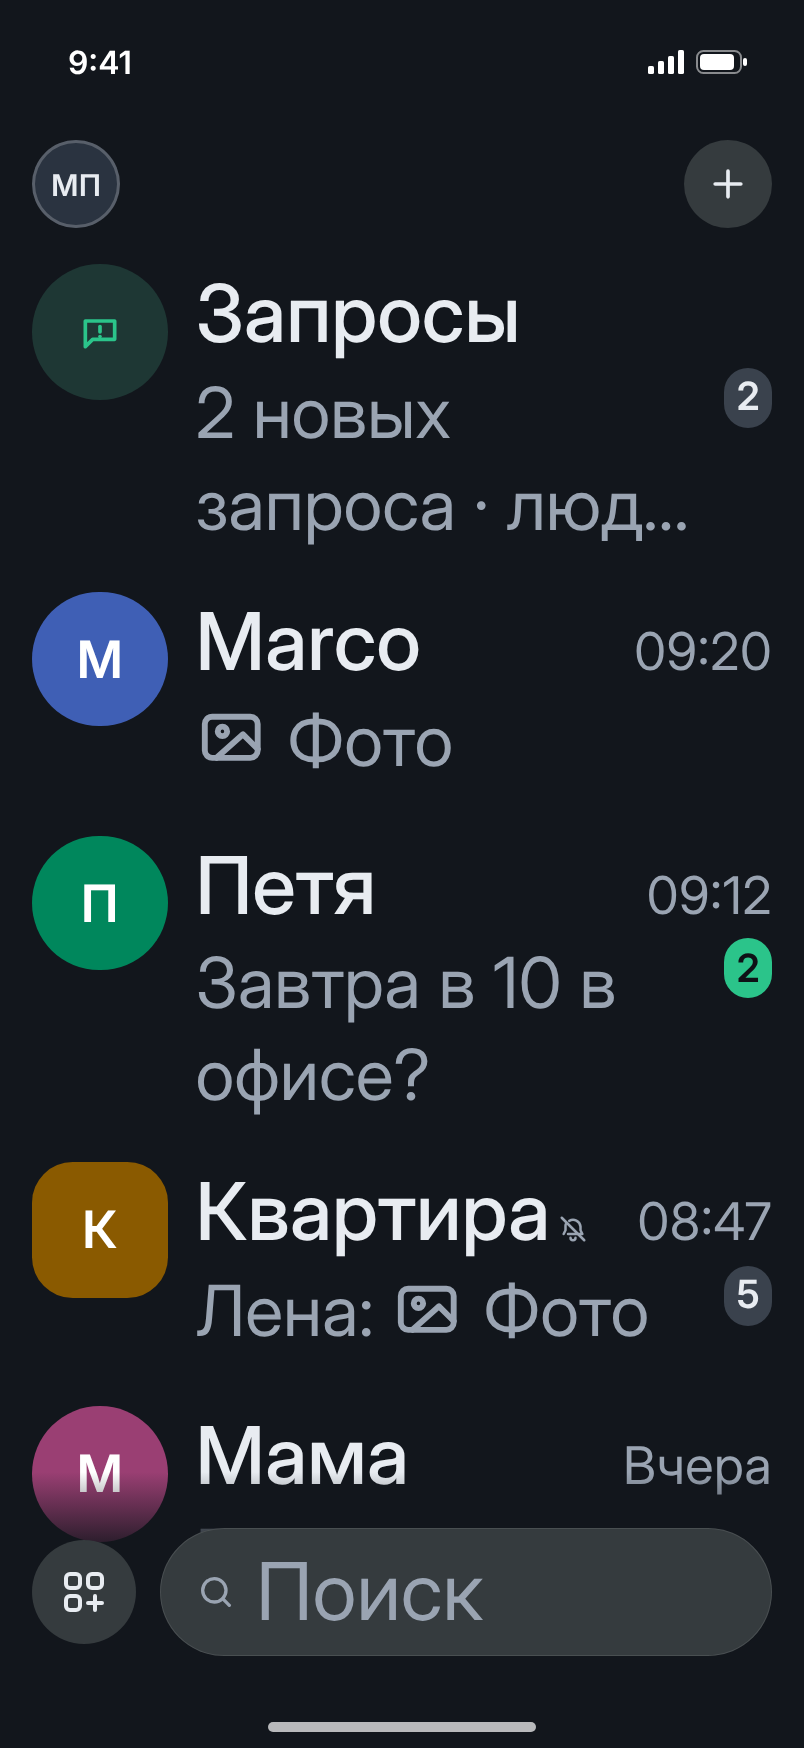 9:41
МП
Запросы
2 новых
2
запроса · люд...
М
Marco
09:20
Фото
П
Петя
09:12
Завтра в 10 в
2
офисе?
К
Квартира
08:47
Лена: Фото
5
М
Мама
Вчера
Поиск